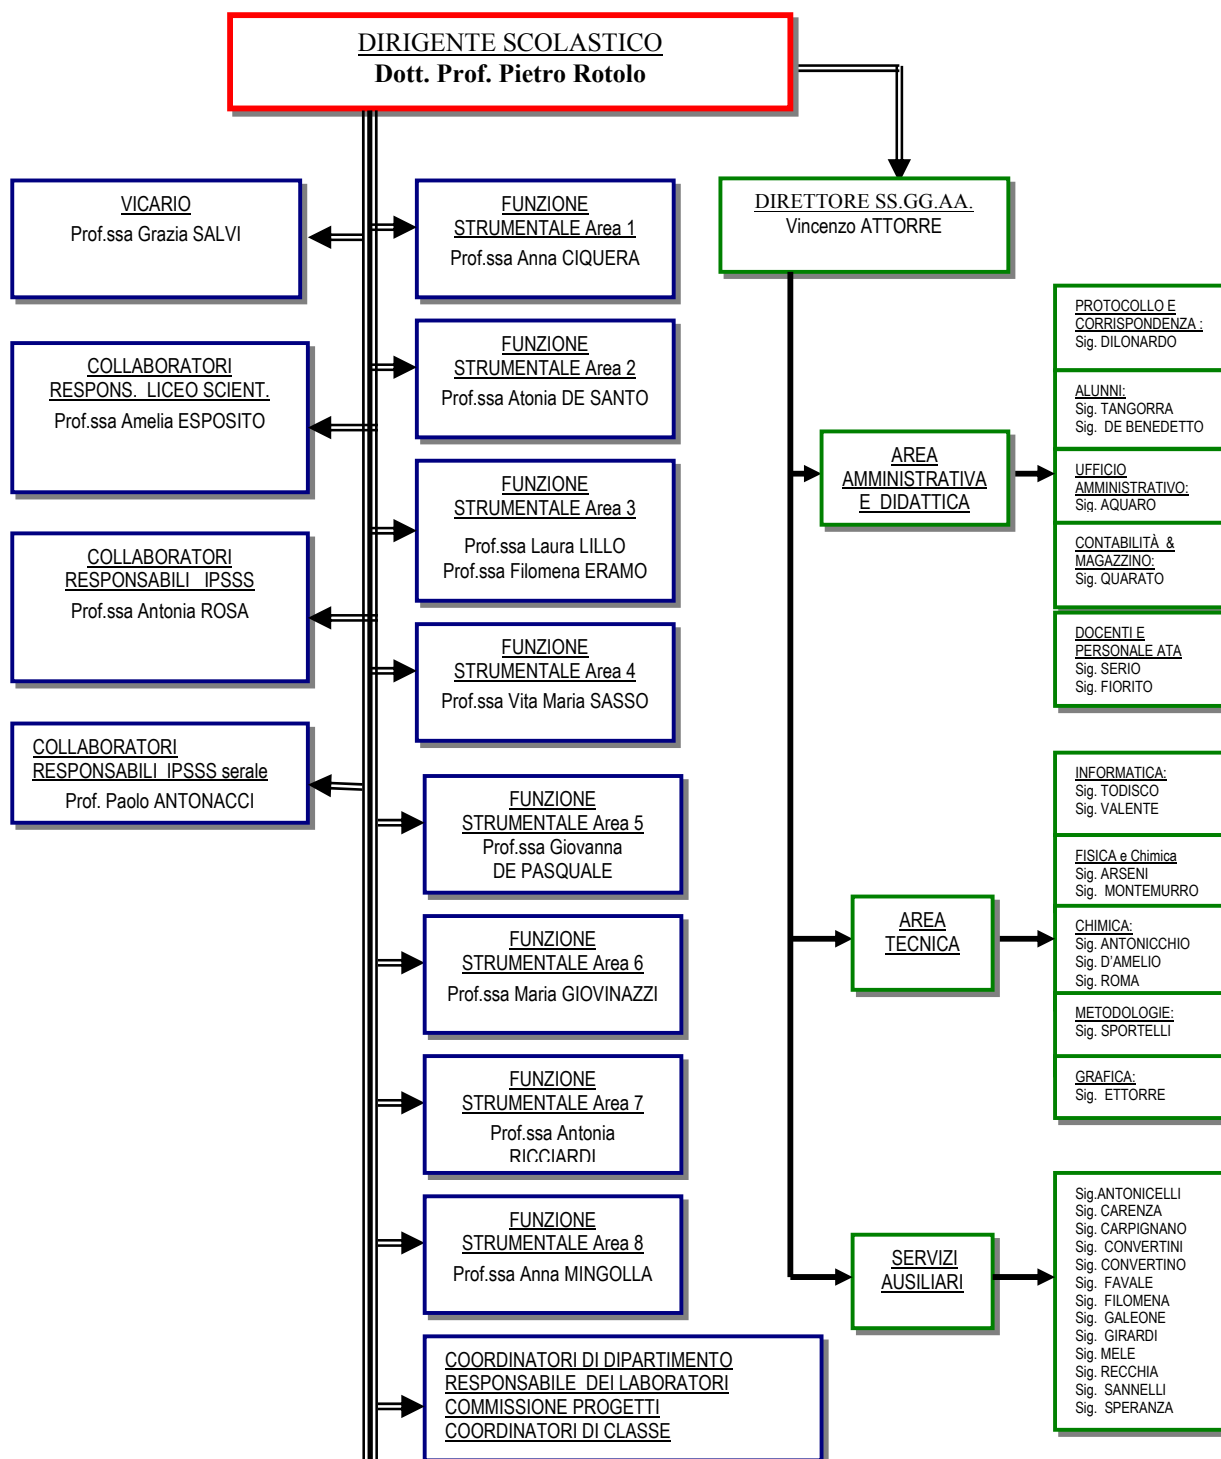 DIRIGENTE SCOLASTICO
Dott. Prof. Pietro Rotolo
VICARIO
Prof.ssa Grazia SALVI
COLLABORATORI
RESPONS. LICEO SCIENT.
Prof.ssa Amelia ESPOSITO
COLLABORATORI
RESPONSABILI IPSSS
Prof.ssa Antonia ROSA
COLLABORATORI
RESPONSABILI IPSSS serale
Prof. Paolo ANTONACCI
FUNZIONE
STRUMENTALE Area 1
Prof.ssa Anna CIQUERA
FUNZIONE
STRUMENTALE Area 2
Prof.ssa Atonia DE SANTO
FUNZIONE
STRUMENTALE Area 3
Prof.ssa Laura LILLO
Prof.ssa Filomena ERAMO
FUNZIONE
STRUMENTALE Area 4
Prof.ssa Vita Maria SASSO
FUNZIONE
STRUMENTALE Area 5
Prof.ssa Giovanna
DE PASQUALE
FUNZIONE
STRUMENTALE Area 6
Prof.ssa Maria GIOVINAZZI
FUNZIONE
STRUMENTALE Area 7
Prof.ssa Antonia
RICCIARDI
FUNZIONE
STRUMENTALE Area 8
Prof.ssa Anna MINGOLLA
COORDINATORI DI DIPARTIMENTO
RESPONSABILE DEI LABORATORI
COMMISSIONE PROGETTI
COORDINATORI DI CLASSE
DIRETTORE SS.GG.AA.
Vincenzo ATTORRE
AREA
AMMINISTRATIVA
E DIDATTICA
PROTOCOLLO E
CORRISPONDENZA :
Sig. DILONARDO
ALUNNI:
Sig. TANGORRA
Sig. DE BENEDETTO
UFFICIO
AMMINISTRATIVO:
Sig. AQUARO
CONTABILITÀ &
MAGAZZINO:
Sig. QUARATO
DOCENTI E
PERSONALE ATA
Sig. SERIO
Sig. FIORITO
AREA
TECNICA
INFORMATICA:
Sig. TODISCO
Sig. VALENTE
FISICA e Chimica
Sig. ARSENI
Sig. MONTEMURRO
CHIMICA:
Sig. ANTONICCHIO
Sig. D'AMELIO
Sig. ROMA
METODOLOGIE:
Sig. SPORTELLI
GRAFICA:
Sig. ETTORRE
SERVIZI
AUSILIARI
Sig.ANTONICELLI
Sig. CARENZA
Sig. CARPIGNANO
Sig. CONVERTINI
Sig. CONVERTINO
Sig. FAVALE
Sig. FILOMENA
Sig. GALEONE
Sig. GIRARDI
Sig. MELE
Sig. RECCHIA
Sig. SANNELLI
Sig. SPERANZA